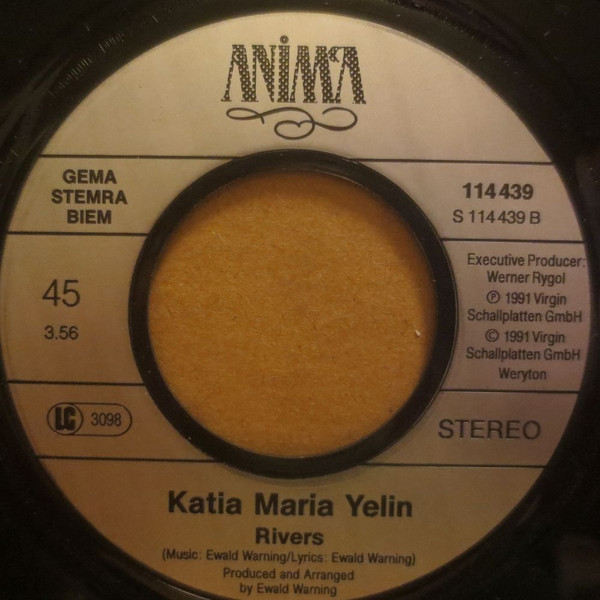 ANiMA
GEMA
STEMRA
BIEM
114 439
S 114 439 B
45
3.56
Executive Producer:
Werner Rygol
Ⓟ 1991 Virgin
Schallplatten GmbH
© 1991 Virgin
Schallplatten GmbH
Weryton
LC 3098
STEREO
Katia Maria Yelin
Rivers
(Music: Ewald Warning/Lyrics: Ewald Warning)
Produced and Arranged
by Ewald Warning